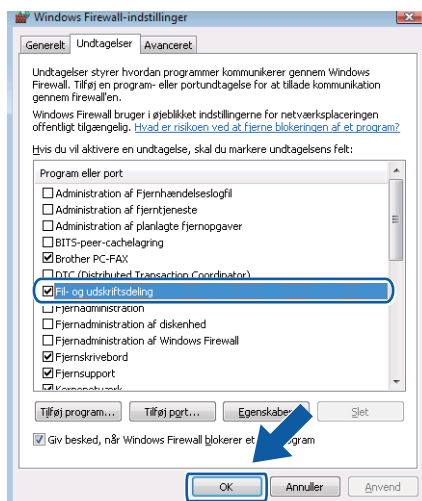 Windows Firewall-indstillinger
Generelt Undtagelser Avanceret
Undtagelser styrer hvordan programmer kommunikerer gennem Windows
Firewall. Tilføj en program- eller portundtagelse for at tillade kommunikation
gennem firewall'en.
Windows Firewall bruger i øjeblikket indstillingerne for netværksplaceringen
offentligt tilgængelig. Hvad er risikoen ved at fjerne blokeringen af et program?
Hvis du vil aktivere en undtagelse, skal du markere undtagelsens felt:
Program eller port
Administration af Fjernhændelseslogfil
Administration af fjerntjeneste
Administration af planlagte fjernopgaver
BITS-peer-cachelagring
Brother PC-FAX
DTC (Distributed Transaction Coordinator)
Fil- og udskriftsdeling
Fjernadministration
Fjernadministration af diskenhed
Fjernadministration af Windows Firewall
Fjernskrivebord
Fjernsupport
Kernenetværk
Tilføj program... Tilføj port... Slet
Giv besked, når Windows Firewall blokerer et
OK Annuller Anvend